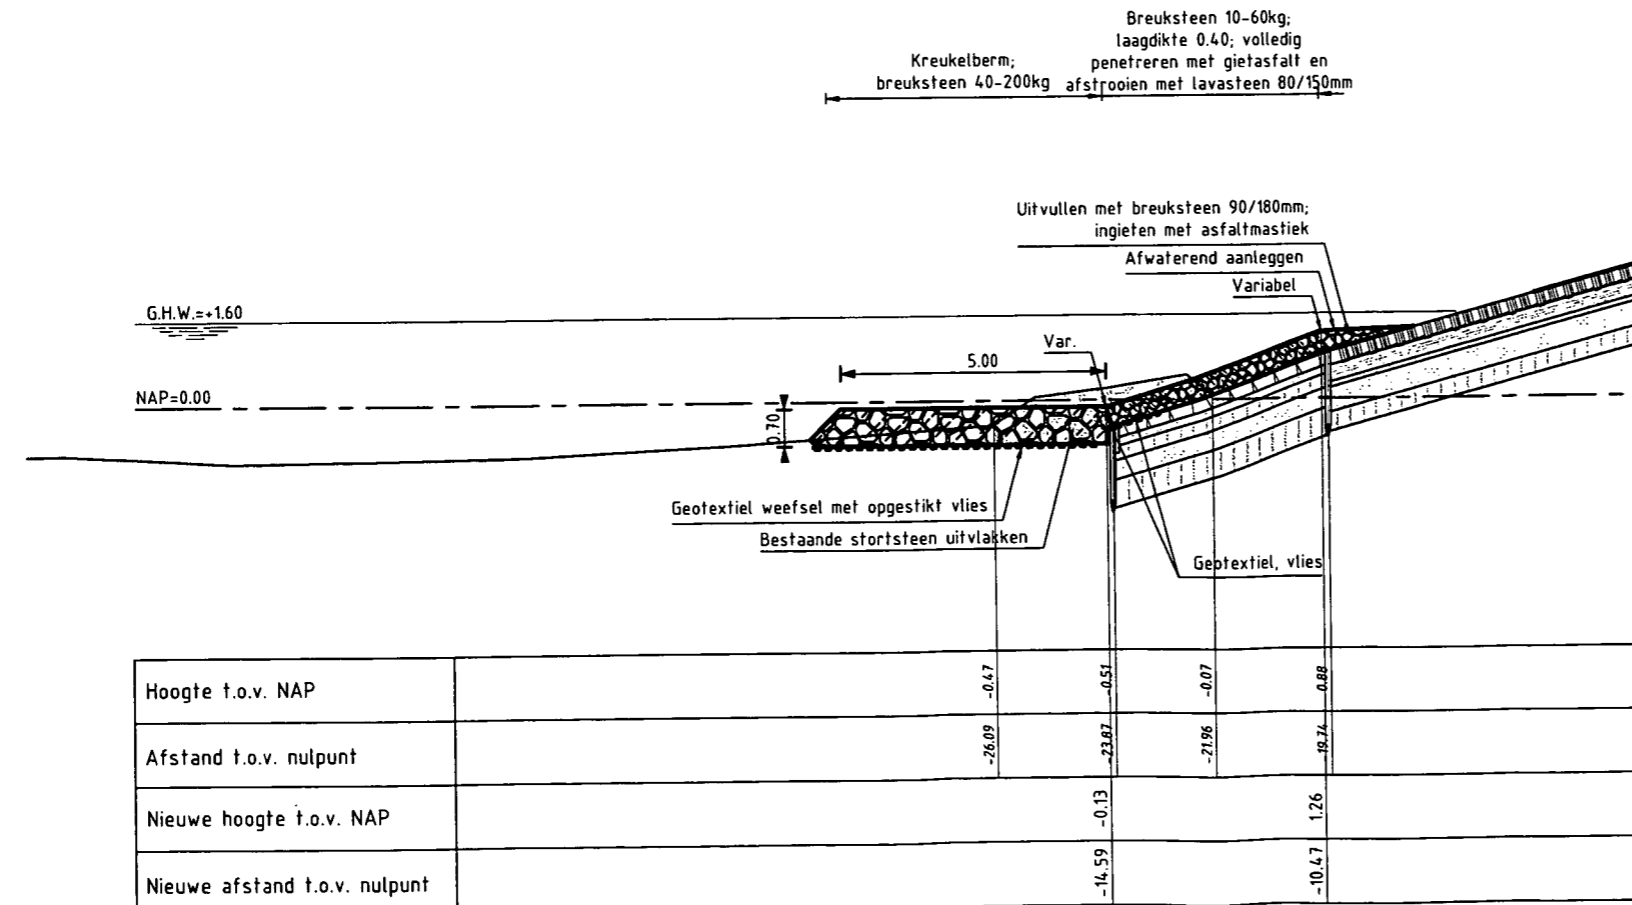 Breuksteen 10-60kg;
laagdikte 0.40; volledig
penetreren met gietasfalt en
afstrooien met lavasteen 80/150mm
Kreukelberm;
breuksteen 40-200kg
Uitvullen met breuksteen 90/180mm;
ingieten met asfaltmastiek
Afwaterend aanleggen
Variabel
G.H.W.=+1.60
Var.
5.00
NAP=0.00
0.70
Geotextiel weefsel met opgestikt vlies
Bestaande stortsteen uitvlakken
Geotextiel, vlies
Hoogte t.o.v. NAP
-0.47
-0.51
-0.07
0.88
Afstand t.o.v. nulpunt
-26.09
-23.87
-21.96
-19.74
Nieuwe hoogte t.o.v. NAP
-0.13
1.26
Nieuwe afstand t.o.v. nulpunt
-14.59
-10.47